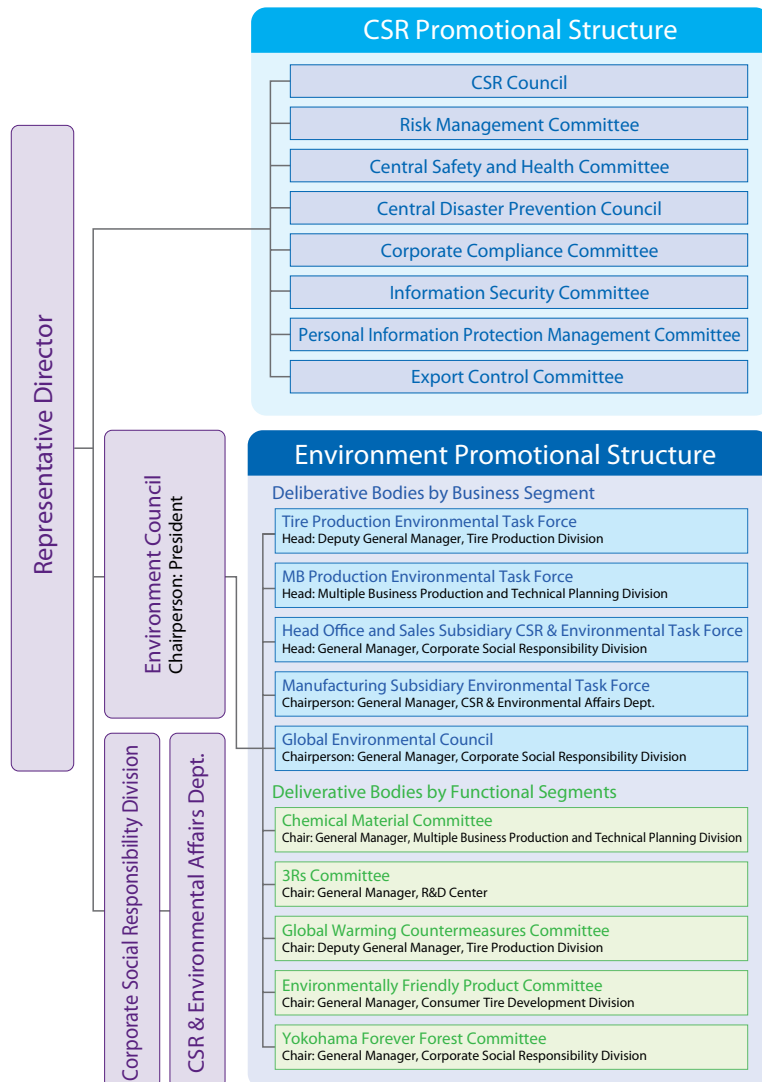 CSR Promotional Structure
CSR Council
Risk Management Committee
Central Safety and Health Committee
Central Disaster Prevention Council
Corporate Compliance Committee
Information Security Committee
Personal Information Protection Management Committee
Export Control Committee
Representative Director
Environment Council
Chairperson: President
Corporate Social Responsibility Division
CSR & Environmental Affairs Dept.
Environment Promotional Structure
Deliberative Bodies by Business Segment
Tire Production Environmental Task Force
Head: Deputy General Manager, Tire Production Division
MB Production Environmental Task Force
Head: Multiple Business Production and Technical Planning Division
Head Office and Sales Subsidiary CSR & Environmental Task Force
Head: General Manager, Corporate Social Responsibility Division
Manufacturing Subsidiary Environmental Task Force
Chairperson: General Manager, CSR & Environmental Affairs Dept.
Global Environmental Council
Chairperson: General Manager, Corporate Social Responsibility Division
Deliverative Bodies by Functional Segments
Chemical Material Committee
Chair: General Manager, Multiple Business Production and Technical Planning Division
3Rs Committee
Chair: General Manager, R&D Center
Global Warming Countermeasures Committee
Chair: Deputy General Manager, Tire Production Division
Environmentally Friendly Product Committee
Chair: General Manager, Consumer Tire Development Division
Yokohama Forever Forest Committee
Chair: General Manager, Corporate Social Responsibility Division